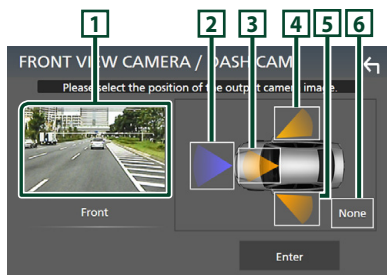 1 2 3 4 5 6
FRONT VIEW CAMERA / DASH CAM
Please select the position of the output camera image.
Front
None
Enter